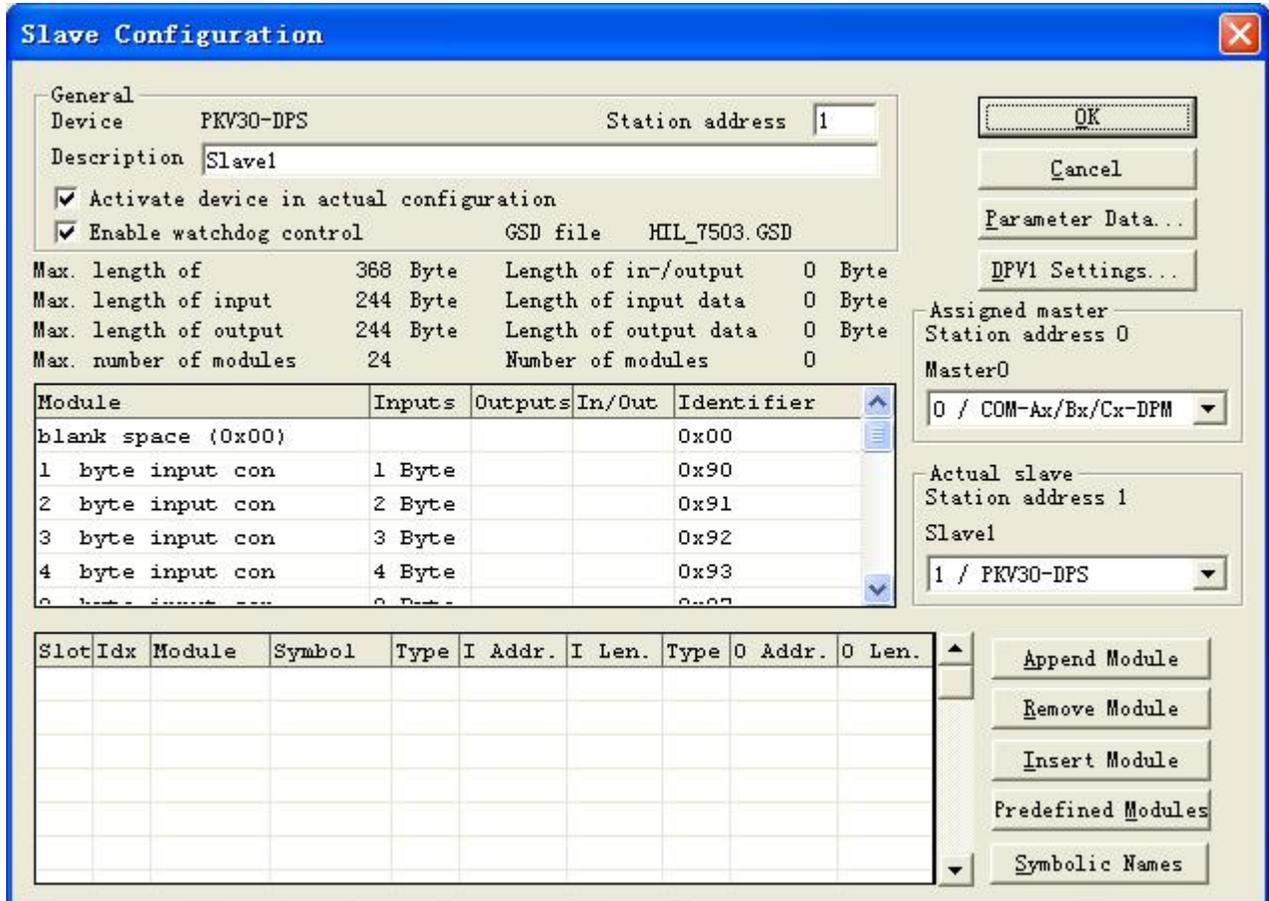 Slave Configuration
General
Device PKV30-DPS Station address 1
Description Slave1
Activate device in actual configuration
Enable watchdog control GSD file HIL_7503.GSD
Max. length of 368 Byte Length of in-/output 0 Byte
Max. length of input 244 Byte Length of input data 0 Byte
Max. length of output 244 Byte Length of output data 0 Byte
Max. number of modules 24 Number of modules 0
OK
Cancel
Parameter Data...
DPV1 Settings...
Assigned master
Station address 0
Master0
0 / COM-Ax/Bx/Cx-DPM
Module Inputs Outputs In/Out Identifier
blank space (0x00) 0x00
1 byte input con 1 Byte 0x90
2 byte input con 2 Byte 0x91
3 byte input con 3 Byte 0x92
4 byte input con 4 Byte 0x93
Actual slave
Station address 1
Slave1
1 / PKV30-DPS
Slot Idx Module Symbol Type I Addr. I Len. Type O Addr. O Len.
Append Module
Remove Module
Insert Module
Predefined Modules
Symbolic Names